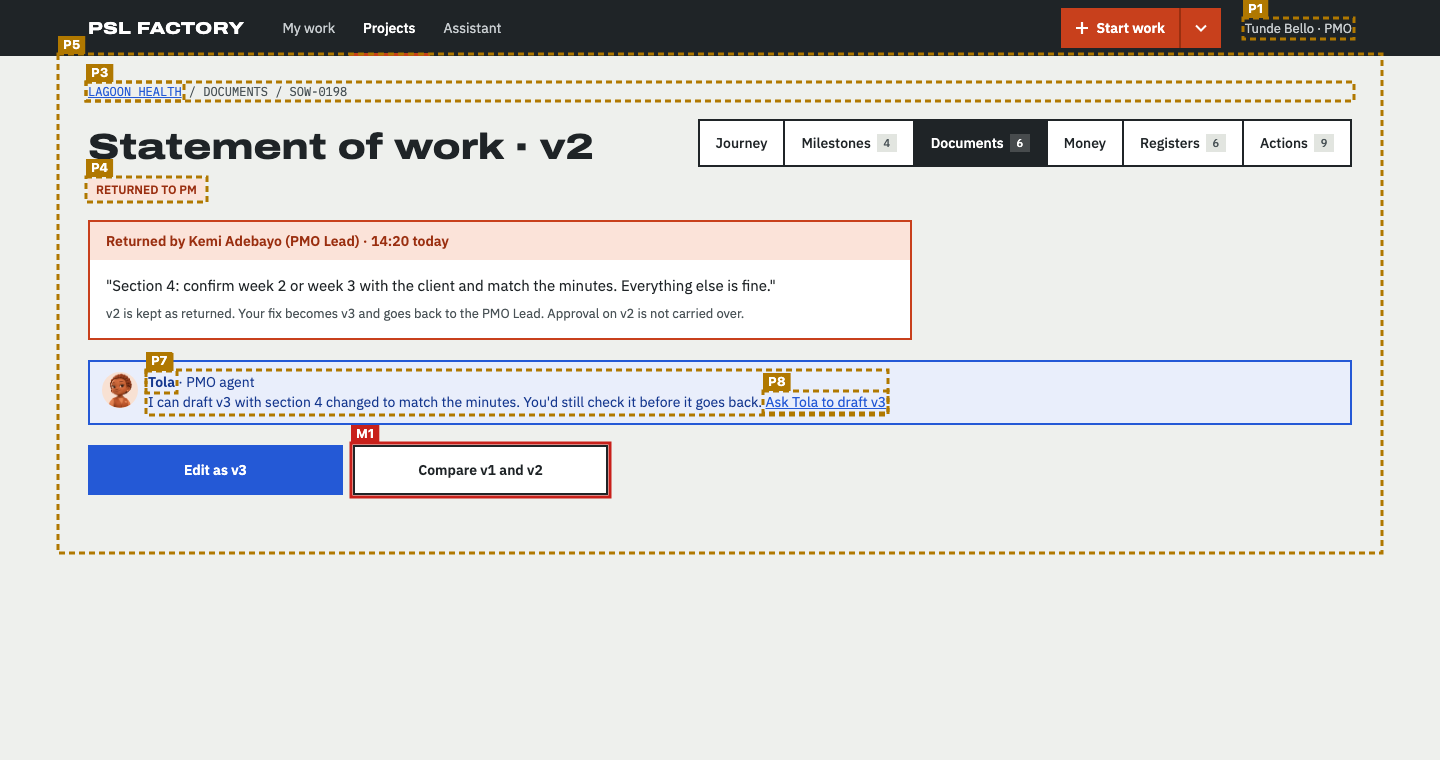 PSL FACTORY
My work
Projects
Assistant
Start work
P1
Tunde Bello · PMO
P5
P3
LAGOON HEALTH / DOCUMENTS / SOW-0198
Statement of work · v2
Journey
Milestones 4
Documents 6
Money
Registers 6
Actions 9
P4
RETURNED TO PM
Returned by Kemi Adebayo (PMO Lead) · 14:20 today
"Section 4: confirm week 2 or week 3 with the client and match the minutes. Everything else is fine."
v2 is kept as returned. Your fix becomes v3 and goes back to the PMO Lead. Approval on v2 is not carried over.
P7
Tola · PMO agent
P8
I can draft v3 with section 4 changed to match the minutes. You'd still check it before it goes back. Ask Tola to draft v3
M1
Edit as v3
Compare v1 and v2